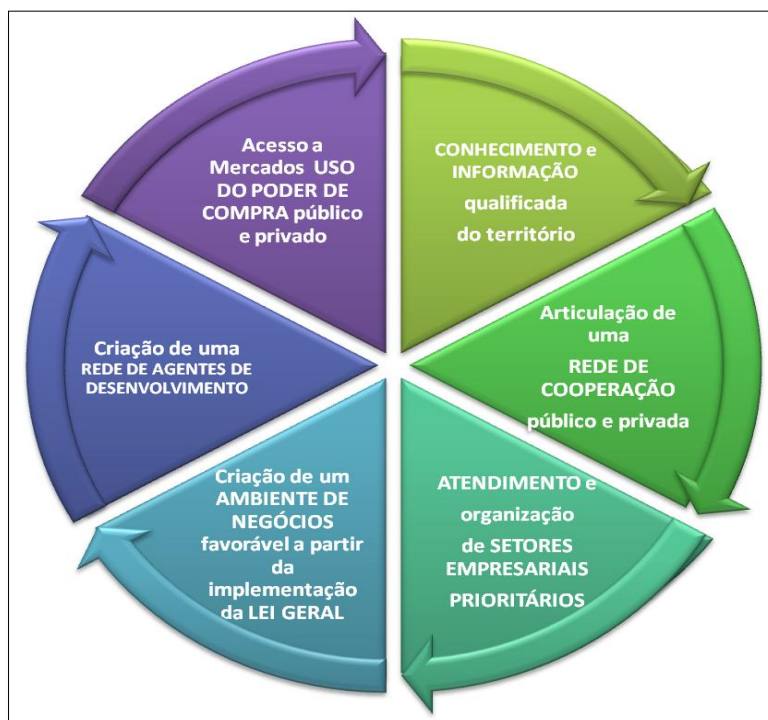 CONHECIMENTO e
INFORMAÇÃO
qualificada
do território
Articulação de
uma
REDE DE
COOPERAÇÃO
público e privada
ATENDIMENTO e
organização
de SETORES
EMPRESARIAIS
PRIORITÁRIOS
Criação de um
AMBIENTE DE
NEGÓCIOS
favorável a partir
da
implementação
da LEI GERAL
Criação de uma
REDE DE AGENTES DE
DESENVOLVIMENTO
Acesso a
Mercados USO
DO PODER DE
COMPRA público
e privado